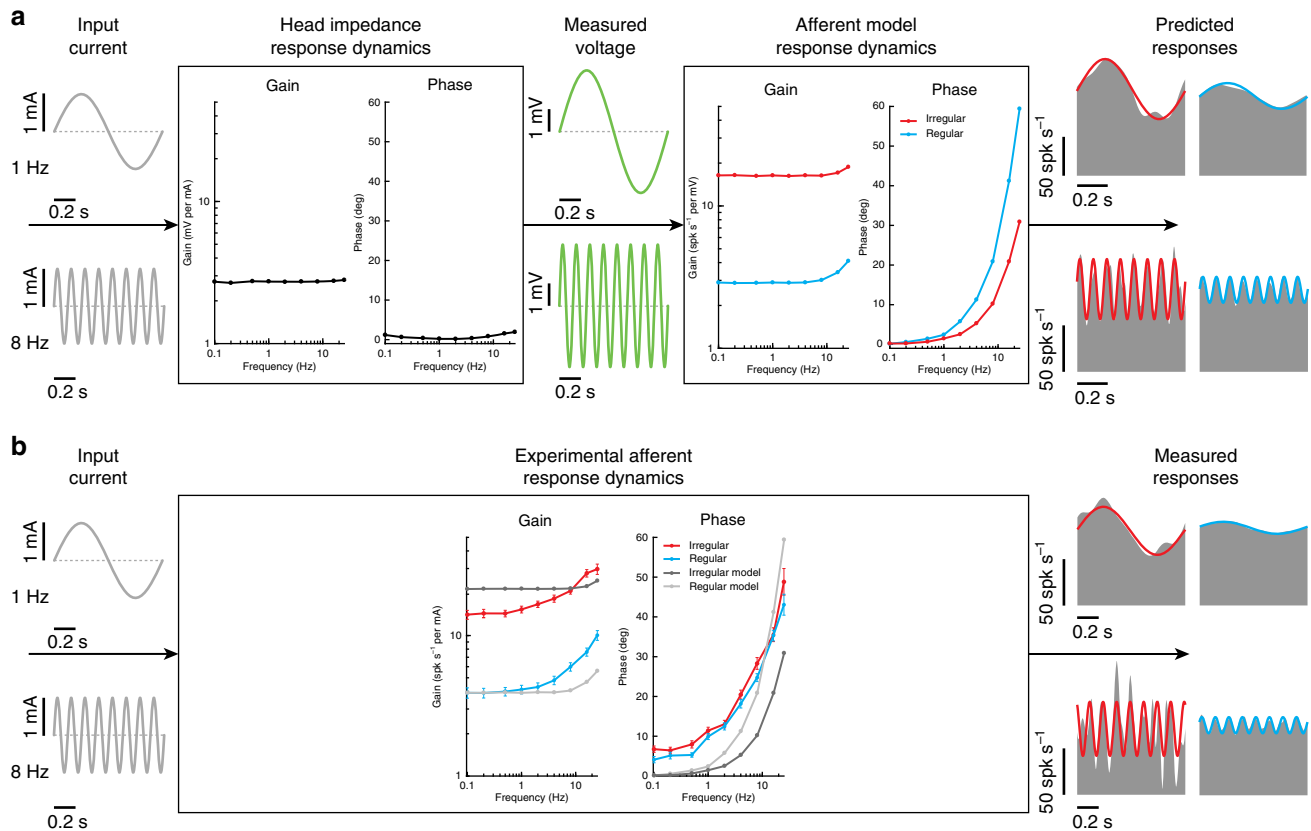 a
Input
current
Head impedance
response dynamics
Measured
voltage
Afferent model
response dynamics
Predicted
responses
1 mA
1 Hz
0.2 s
1 mA
8 Hz
0.2 s
Gain
Phase
Gain (mV per mA)
10
1
0.1
1
10
Frequency (Hz)
Phase (deg)
60
50
40
30
20
10
0
0.1
1
10
Frequency (Hz)
1 mV
0.2 s
1 mV
0.2 s
Gain
Phase
Gain (spk s⁻¹ per mV)
10
1
0.1
1
10
Frequency (Hz)
Phase (deg)
60
50
40
30
20
10
0
Irregular
Regular
0.1
1
10
Frequency (Hz)
50 spk s⁻¹
0.2 s
50 spk s⁻¹
0.2 s
b
Input
current
Experimental afferent
response dynamics
Measured
responses
1 mA
1 Hz
0.2 s
1 mA
8 Hz
0.2 s
Gain
Phase
Gain (spk s⁻¹ per mA)
10
1
0.1
1
10
Frequency (Hz)
Phase (deg)
60
50
40
30
20
10
0
Irregular
Regular
Irregular model
Regular model
0.1
1
10
Frequency (Hz)
50 spk s⁻¹
0.2 s
50 spk s⁻¹
0.2 s